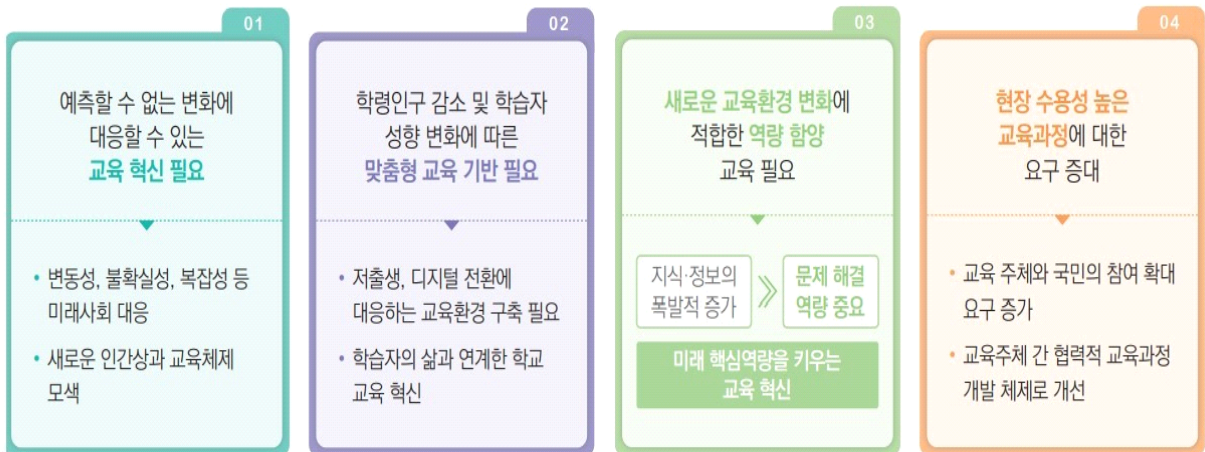 01
예측할 수 없는 변화에
대응할 수 있는
교육 혁신 필요
• 변동성, 불확실성, 복잡성 등
미래사회 대응
• 새로운 인간상과 교육체제
모색
02
학령인구 감소 및 학습자
성향 변화에 따른
맞춤형 교육 기반 필요
• 저출생, 디지털 전환에
대응하는 교육환경 구축 필요
• 학습자의 삶과 연계한 학교
교육 혁신
03
새로운 교육환경 변화에
적합한 역량 함양
교육 필요
지식·정보의
폭발적 증가
문제 해결
역량 중요
미래 핵심역량을 키우는
교육 혁신
04
현장 수용성 높은
교육과정에 대한
요구 증대
• 교육 주체와 국민의 참여 확대
요구 증가
• 교육주체 간 협력적 교육과정
개발 체제로 개선